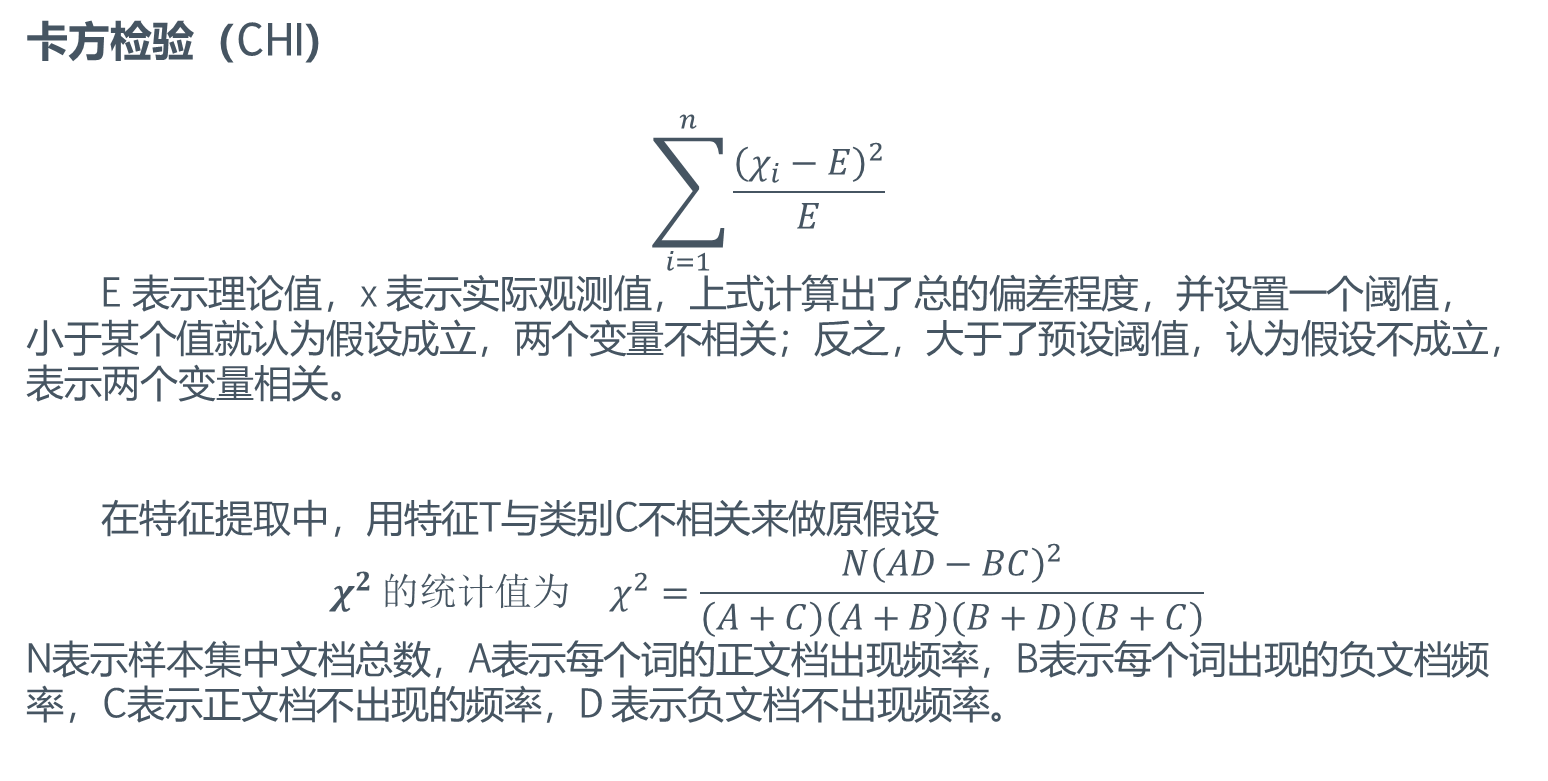 卡方检验（CHI)
n
∑ (χᵢ − E)² / E
i=1
E 表示理论值，x 表示实际观测值，上式计算出了总的偏差程度，并设置一个阈值，
小于某个值就认为假设成立，两个变量不相关；反之，大于了预设阈值，认为假设不成立，
表示两个变量相关。
在特征提取中，用特征T与类别C不相关来做原假设
χ² 的统计值为 χ² = N(AD − BC)² / (A + C)(A + B)(B + D)(B + C)
N表示样本集中文档总数，A表示每个词的正文档出现频率，B表示每个词出现的负文档频
率，C表示正文档不出现的频率，D 表示负文档不出现频率。